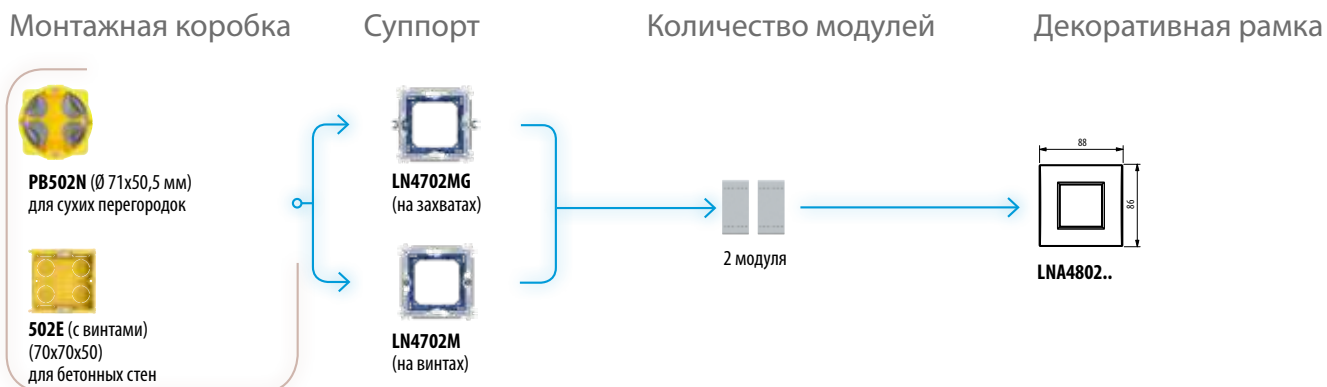 Монтажная коробка
Суппорт
Количество модулей
Декоративная рамка
PB502N (Ø 71x50,5 мм)
для сухих перегородок
502E (с винтами)
(70x70x50)
для бетонных стен
LN4702MG
(на захватах)
LN4702M
(на винтах)
2 модуля
88
86
LNA4802..